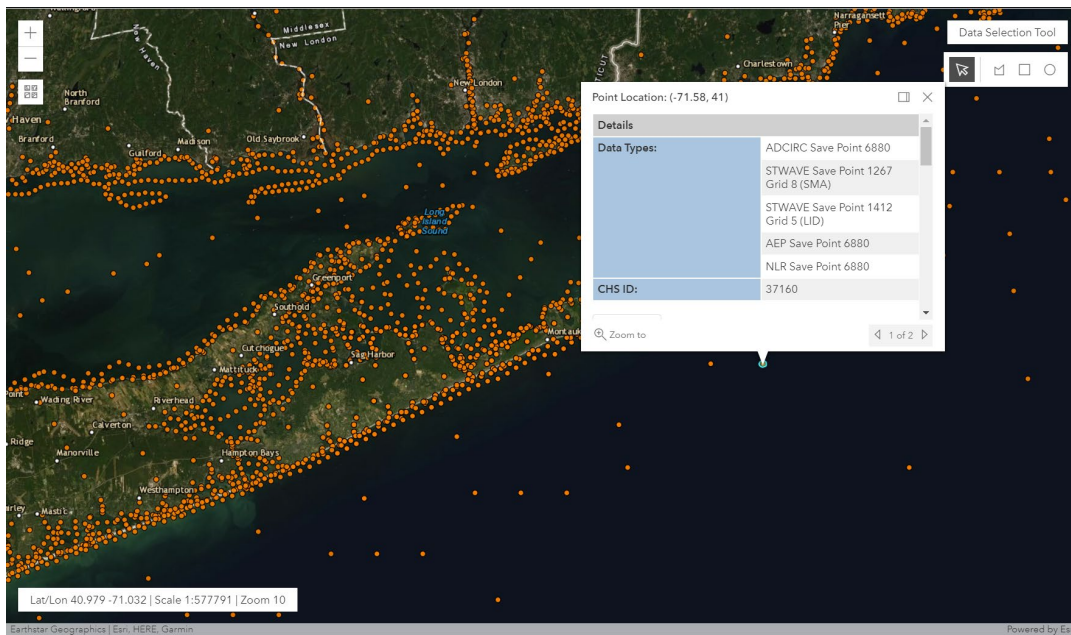 Middlesex
New London
New Haven
Narragansett
Pier
Data Selection Tool
Charlestown
New London
North
Branford
Haven
Branford
Madison
Old Saybrook
Guilford
Point Location: (-71.58, 41)
Details
Data Types:
ADCIRC Save Point 6880
STWAVE Save Point 1267
Grid 8 (SMA)
STWAVE Save Point 1412
Grid 5 (LID)
AEP Save Point 6880
NLR Save Point 6880
CHS ID:
37160
Zoom to
1 of 2
Long
Island
Sound
Greenport
Southold
Montauk
Cutchogue
Sag Harbor
Mattituck
Point
Wading River
Riverhead
Calverton
Ridge
Manorville
Hampton Bays
Westhampton
Mastic
Lat/Lon 40.979 -71.032 | Scale 1:577791 | Zoom 10
Earthstar Geographics | Esri, HERE, Garmin
Powered by Es